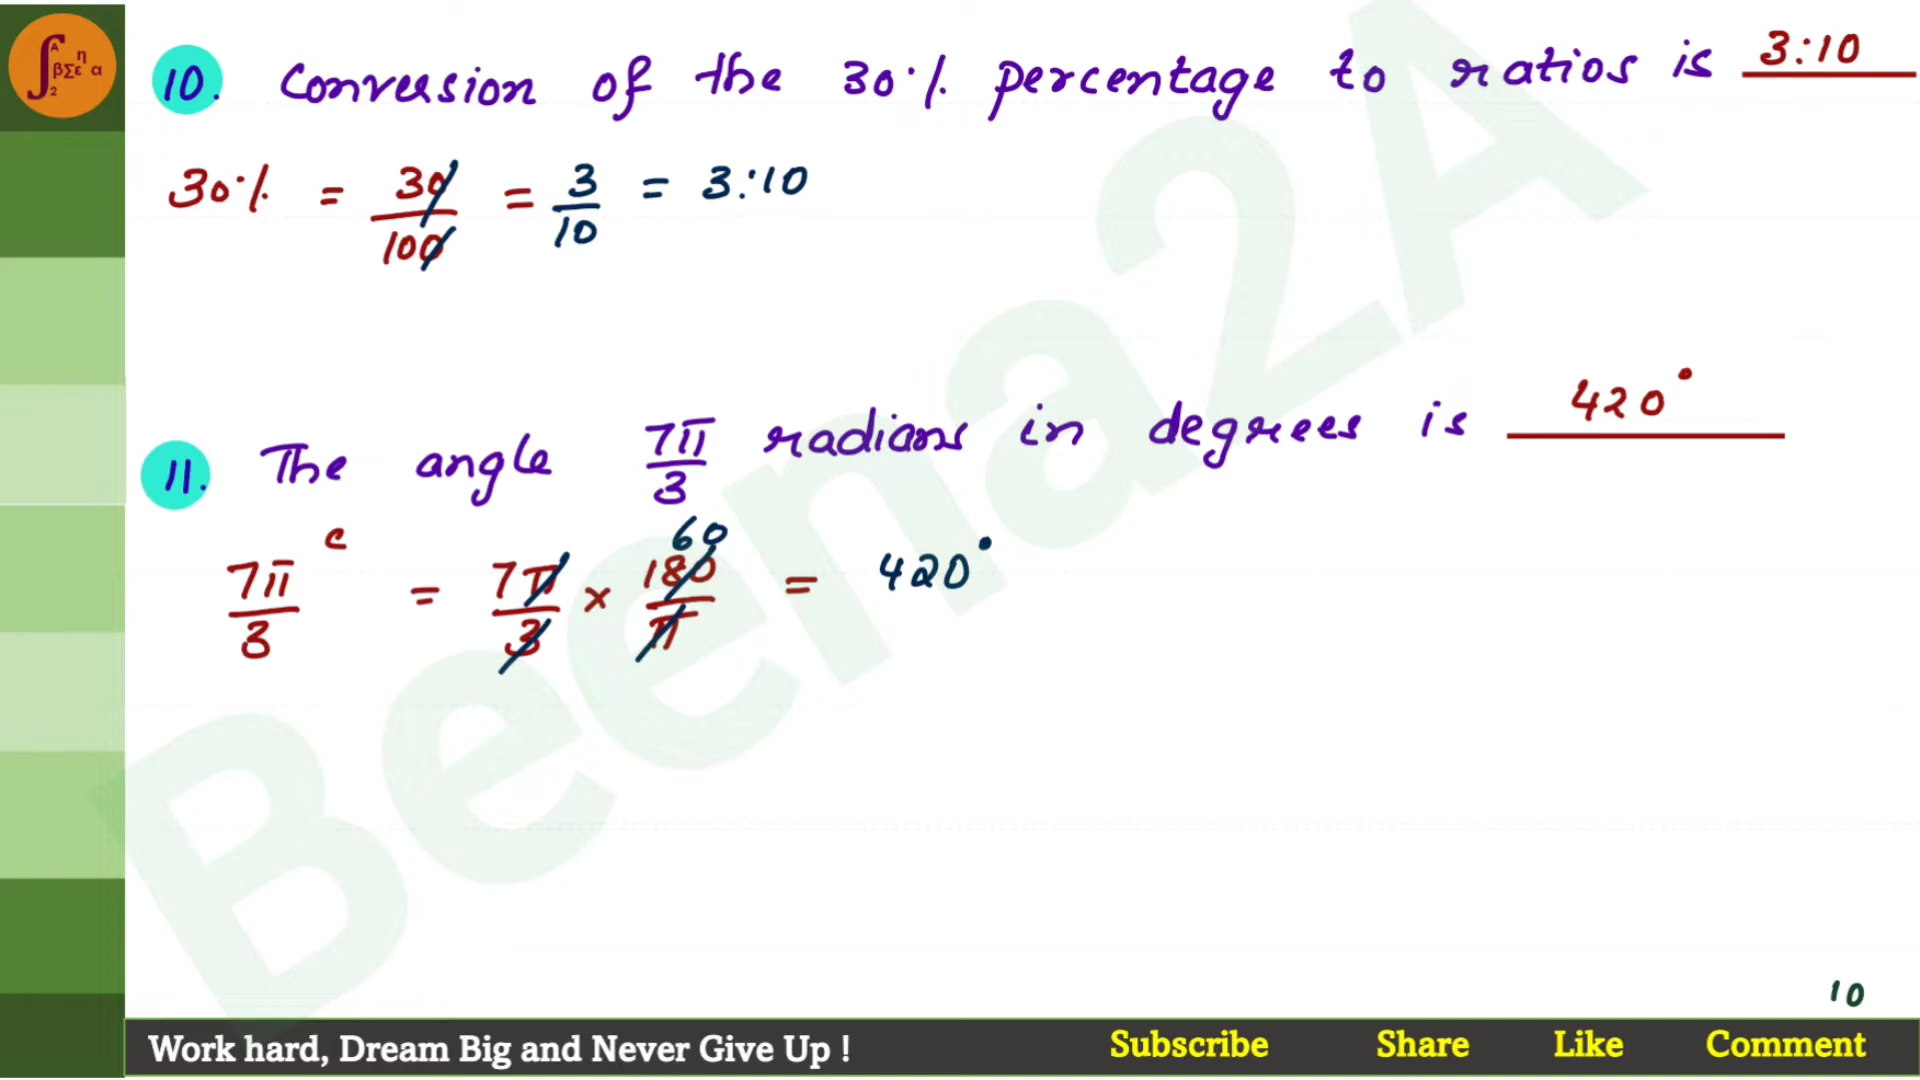 ∫ A 2 βΣεηα
10. Conversion of the 30% percentage to ratios is 3:10
30% = 30/100 = 3/10 = 3:10
11. The angle 7π/3 radians in degrees is 420°
7π/3 ᶜ = 7π/3 × 180/π = 420°
60
Beena2A
10
Work hard, Dream Big and Never Give Up !
Subscribe Share Like Comment